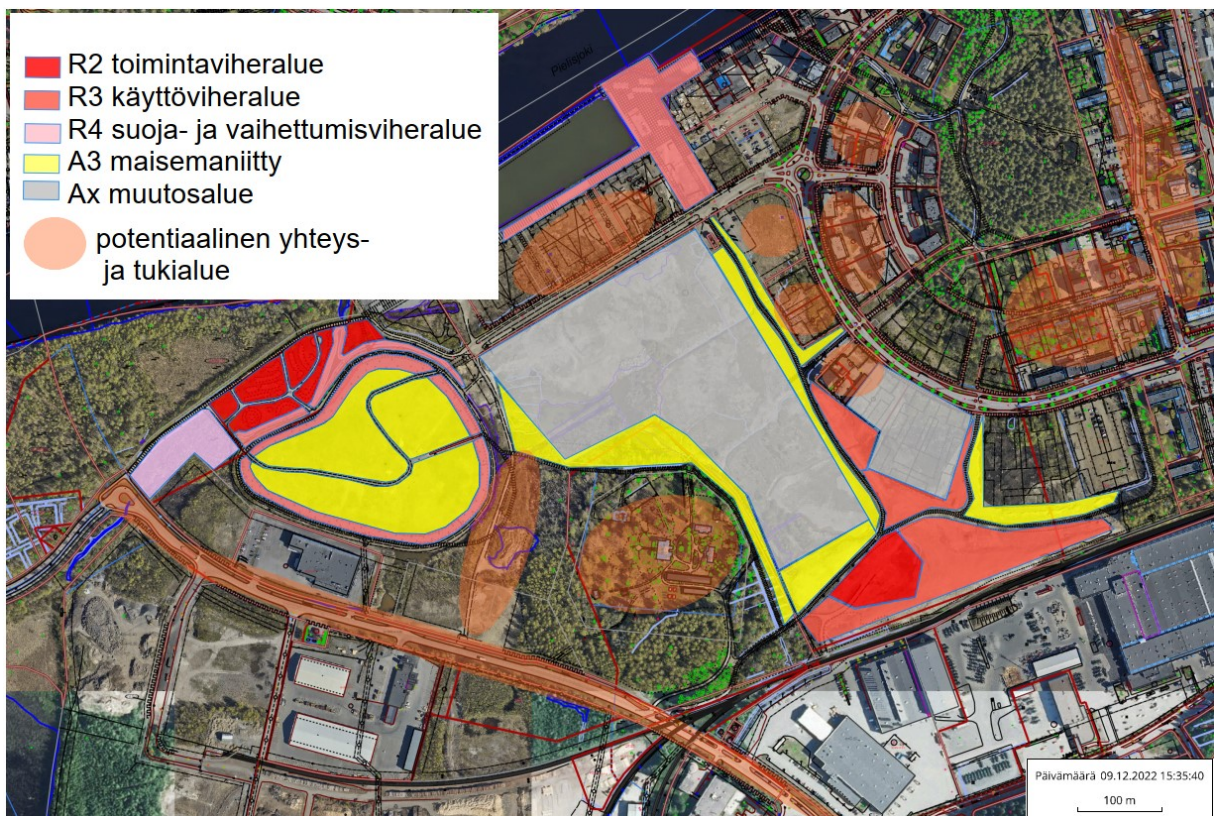 R2 toimintaviheralue
R3 käyttöviheralue
R4 suoja- ja vaihettumisviheralue
A3 maisemaniitty
Ax muutosalue
potentiaalinen yhteys-
ja tukialue
Pielisjoki
Päivämäärä 09.12.2022 15:35:40
100 m